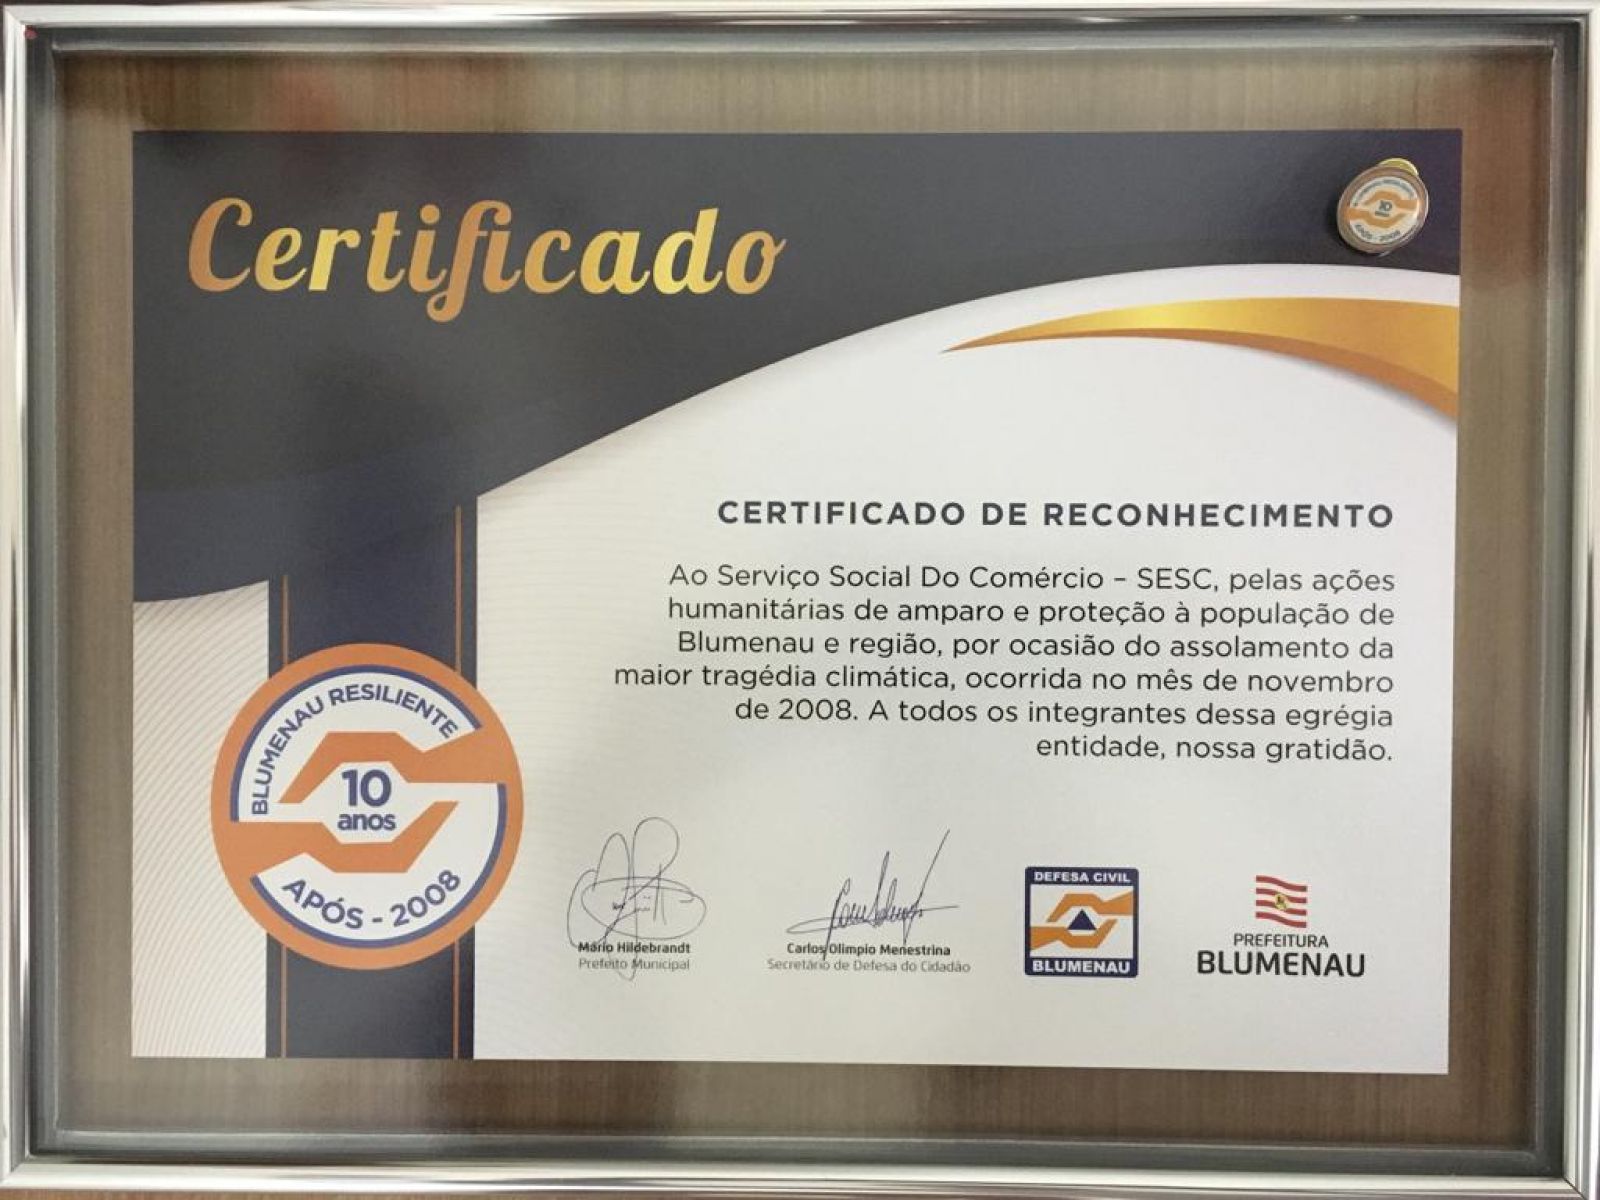 Certificado
10
anos
CERTIFICADO DE RECONHECIMENTO
Ao Serviço Social Do Comércio – SESC, pelas ações
humanitárias de amparo e proteção à população de
Blumenau e região, por ocasião do assolamento da
maior tragédia climática, ocorrida no mês de novembro
de 2008. A todos os integrantes dessa egrégia
entidade, nossa gratidão.
BLUMENAU RESILIENTE
10
anos
APÓS - 2008
Mário Hildebrandt
Prefeito Municipal
Carlos Olimpio Menestrina
Secretário de Defesa do Cidadão
DEFESA CIVIL
BLUMENAU
PREFEITURA
BLUMENAU